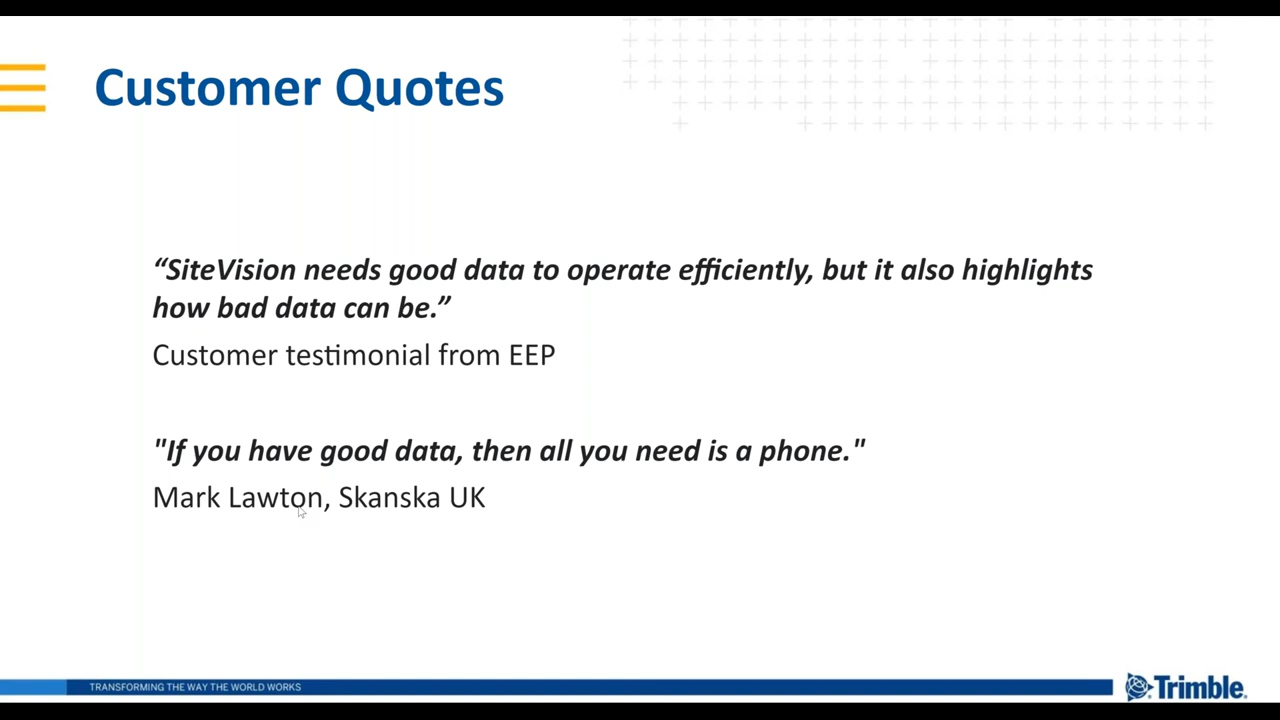 Customer Quotes
“SiteVision needs good data to operate efficiently, but it also highlights
how bad data can be.”
Customer testimonial from EEP
"If you have good data, then all you need is a phone."
Mark Lawton, Skanska UK
TRANSFORMING THE WAY THE WORLD WORKS
Trimble